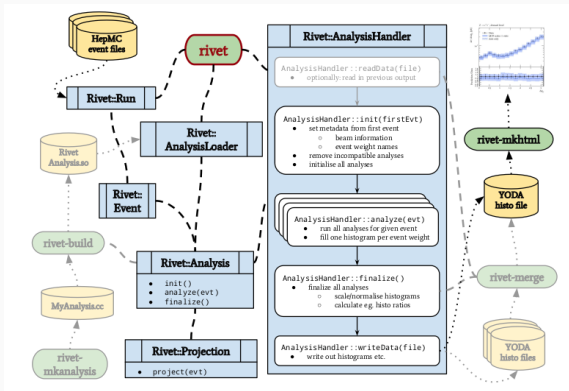 HepMC
event files
rivet
Rivet::Run
Rivet
Analysis.so
Rivet::
AnalysisLoader
Rivet::
Event
rivet-build
Rivet::Analysis
• init()
• analyze(evt)
• finalize()
MyAnalysis.cc
rivet-
mkanalysis
Rivet::Projection
• project(evt)
Rivet::AnalysisHandler
AnalysisHandler::readData(file)
• optionally: read in previous output
AnalysisHandler::init(firstEvt)
• set metadata from first event
○ beam information
○ event weight names
• remove incompatible analyses
• initialise all analyses
AnalysisHandler::analyze(evt)
• run all analyses for given event
• fill one histogram per event weight
AnalysisHandler::finalize()
• finalize all analyses
○ scale/normalise histograms
○ calculate e.g. histo ratios
AnalysisHandler::writeData(file)
• write out histograms etc.
rivet-mkhtml
YODA
histo file
rivet-merge
YODA
histo files